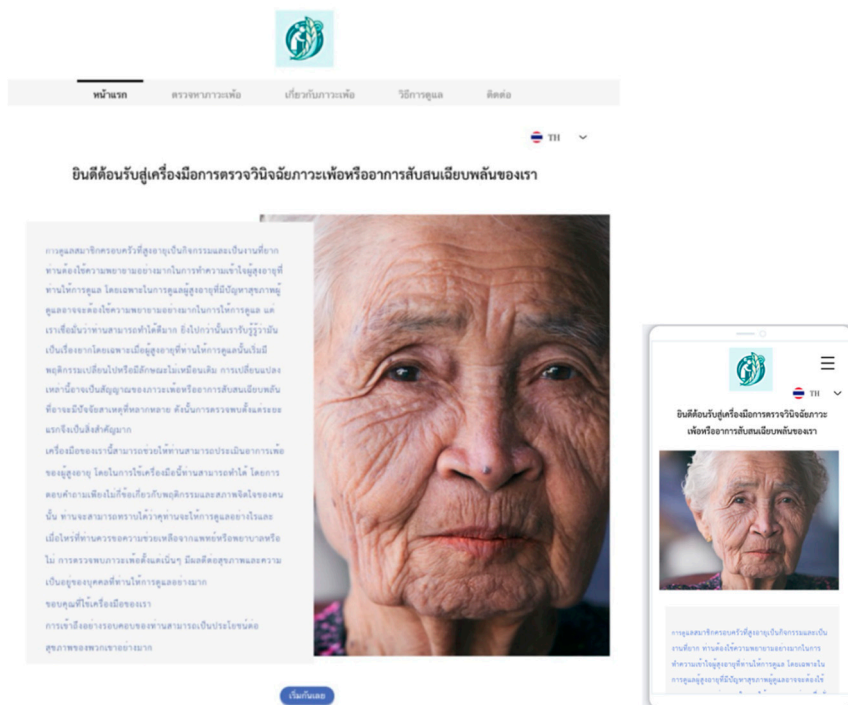 หน้าแรก ตรวจหาภาวะเพ้อ เกี่ยวกับภาวะเพ้อ วิธีการดูแล ติดต่อ
TH
ยินดีต้อนรับสู่เครื่องมือการตรวจวินิจฉัยภาวะเพ้อหรืออาการสับสนเฉียบพลันของเรา
การดูแลสมาชิกครอบครัวที่สูงอายุเป็นกิจกรรมและเป็นงานที่ยาก
ท่านต้องใช้ความพยายามอย่างมากในการทำความเข้าใจผู้สูงอายุที่
ท่านให้การดูแล โดยเฉพาะในการดูแลผู้สูงอายุที่มีปัญหาสุขภาพผู้
ดูแลอาจจะต้องใช้ความพยายามอย่างมากในการให้การดูแล แต่
เราเชื่อมั่นว่าท่านสามารถทำได้ดีมาก ยิ่งไปกว่านั้นเรารับรู้ว่ามัน
เป็นเรื่องยากโดยเฉพาะเมื่อผู้สูงอายุที่ท่านให้การดูแลนั้นเริ่มมี
พฤติกรรมเปลี่ยนไปหรือมีลักษณะไม่เหมือนเดิม การเปลี่ยนแปลง
เหล่านี้อาจเป็นสัญญาณของภาวะเพ้อหรืออาการสับสนเฉียบพลัน
ที่อาจจะมีปัจจัยสาเหตุที่หลากหลาย ดังนั้นการตรวจพบตั้งแต่ระยะ
แรกจึงเป็นสิ่งสำคัญมาก
เครื่องมือของเรานี้สามารถช่วยให้ท่านสามารถประเมินอาการเพ้อ
ของผู้สูงอายุ โดยในการใช้เครื่องมือนี้ท่านสามารถทำได้ โดยการ
ตอบคำถามเพียงไม่กี่ข้อเกี่ยวกับพฤติกรรมและสภาพจิตใจของคน
นั้น ท่านจะสามารถทราบได้ว่าท่านจะให้การดูแลอย่างไรและ
เมื่อไหร่ที่ท่านควรขอความช่วยเหลือจากแพทย์หรือพยาบาลหรือ
ไม่ การตรวจพบภาวะเพ้อตั้งแต่เนิ่นๆ มีผลดีต่อสุขภาพและความ
เป็นอยู่ของบุคคลที่ท่านให้การดูแลอย่างมาก
ขอบคุณที่ใช้เครื่องมือของเรา
การเข้าถึงอย่างรอบคอบของท่านสามารถเป็นประโยชน์ต่อ
สุขภาพของพวกเขาอย่างมาก
เริ่มกันเลย
TH
ยินดีต้อนรับสู่เครื่องมือการตรวจวินิจฉัยภาวะ
เพ้อหรืออาการสับสนเฉียบพลันของเรา
การดูแลสมาชิกครอบครัวที่สูงอายุเป็นกิจกรรมและเป็น
งานที่ยาก ท่านต้องใช้ความพยายามอย่างมากในการ
ทำความเข้าใจผู้สูงอายุที่ท่านให้การดูแล โดยเฉพาะใน
การดูแลผู้สูงอายุที่มีปัญหาสุขภาพผู้ดูแลอาจจะต้องใช้